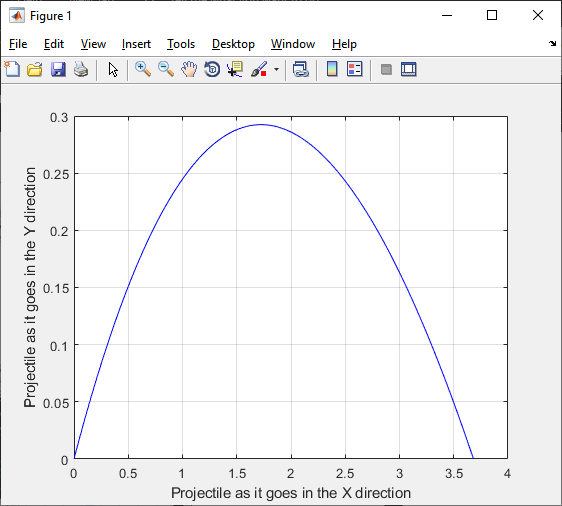 Figure 1
File Edit View Insert Tools Desktop Window Help
Projectile as it goes in the Y direction
0.3
0.25
0.2
0.15
0.1
0.05
0
0 0.5 1 1.5 2 2.5 3 3.5 4
Projectile as it goes in the X direction